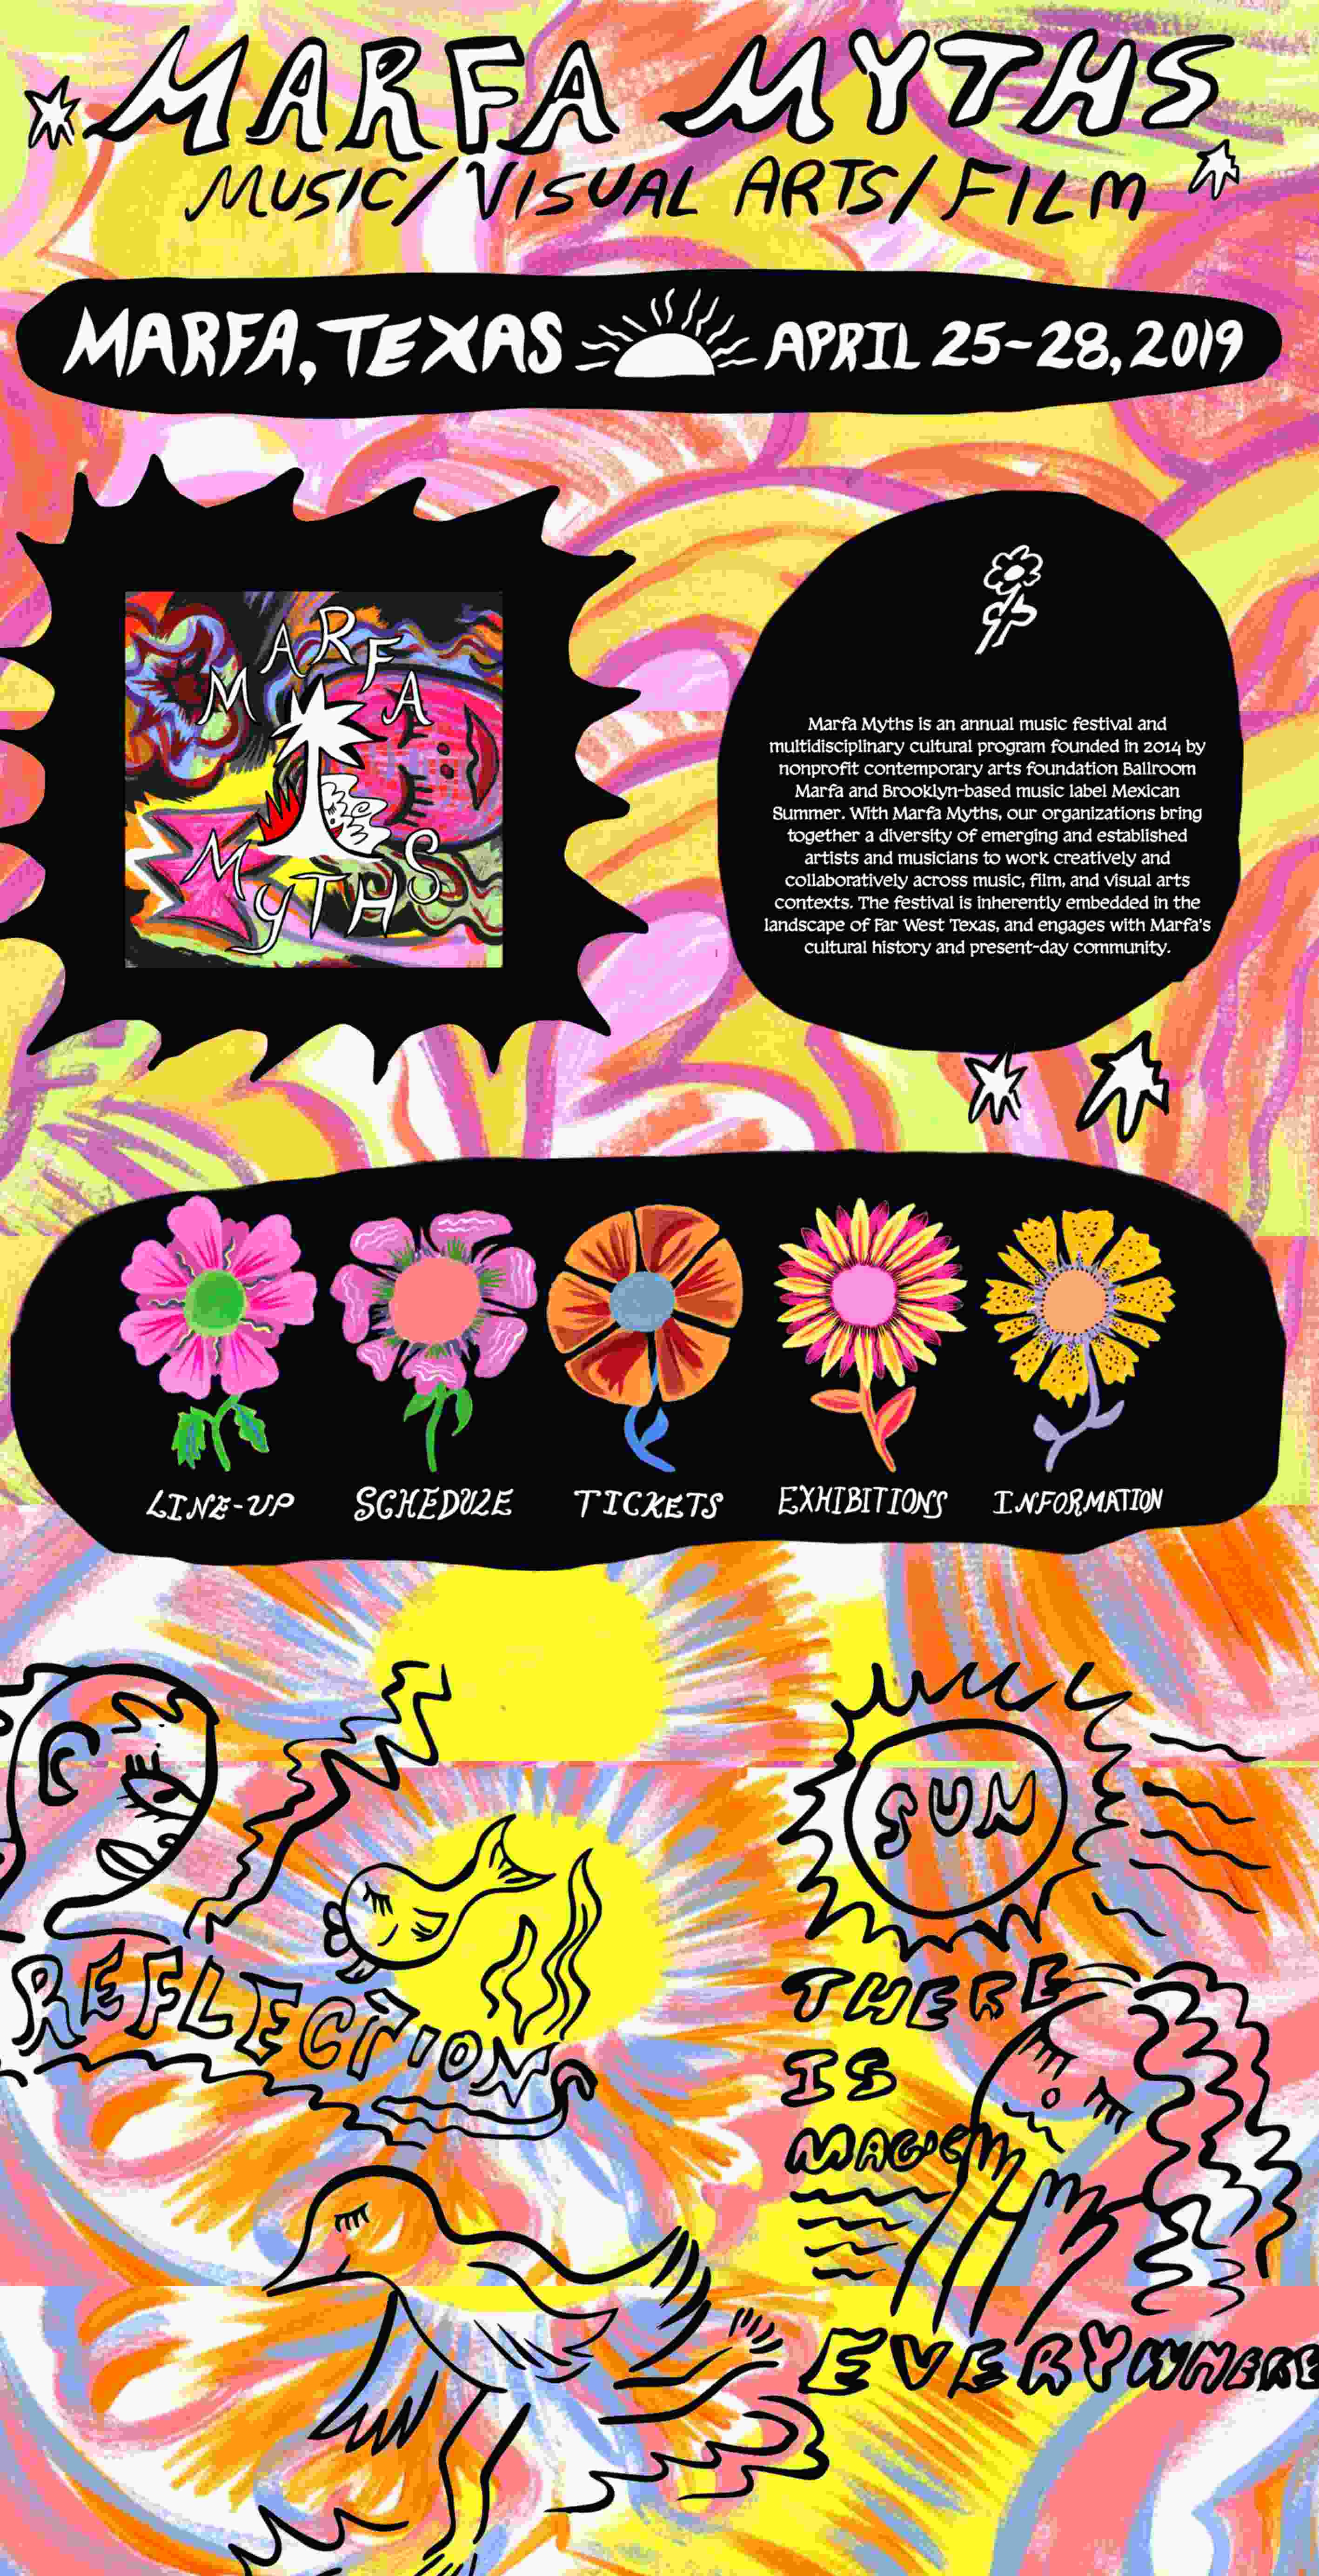 MARFA MYTHS
MUSIC/VISUAL ARTS/FILM
MARFA, TEXAS APRIL 25-28, 2019
MARFA
MYTHS
Marfa Myths is an annual music festival and
multidisciplinary cultural program founded in 2014 by
nonprofit contemporary arts foundation Ballroom
Marfa and Brooklyn-based music label Mexican
Summer. With Marfa Myths, our organizations bring
together a diversity of emerging and established
artists and musicians to work creatively and
collaboratively across music, film, and visual arts
contexts. The festival is inherently embedded in the
landscape of Far West Texas, and engages with Marfa's
cultural history and present-day community.
LINE-UP SCHEDULE TICKETS EXHIBITIONS INFORMATION
SUN
REFLECTION
THERE
IS
MAGIC
EVERYWHERE